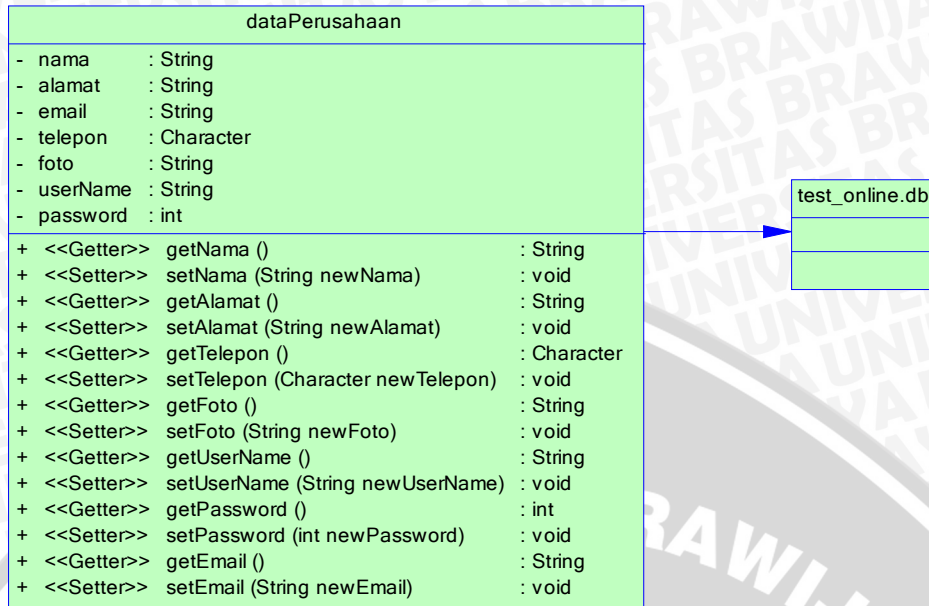 dataPerusahaan
- nama : String
- alamat : String
- email : String
- telepon : Character
- foto : String
- userName : String
- password : int
+ <<Getter>> getNama () : String
+ <<Setter>> setNama (String newNama) : void
+ <<Getter>> getAlamat () : String
+ <<Setter>> setAlamat (String newAlamat) : void
+ <<Getter>> getTelepon () : Character
+ <<Setter>> setTelepon (Character newTelepon) : void
+ <<Getter>> getFoto () : String
+ <<Setter>> setFoto (String newFoto) : void
+ <<Getter>> getUserName () : String
+ <<Setter>> setUserName (String newUserName) : void
+ <<Getter>> getPassword () : int
+ <<Setter>> setPassword (int newPassword) : void
+ <<Getter>> getEmail () : String
+ <<Setter>> setEmail (String newEmail) : void
test_online.db